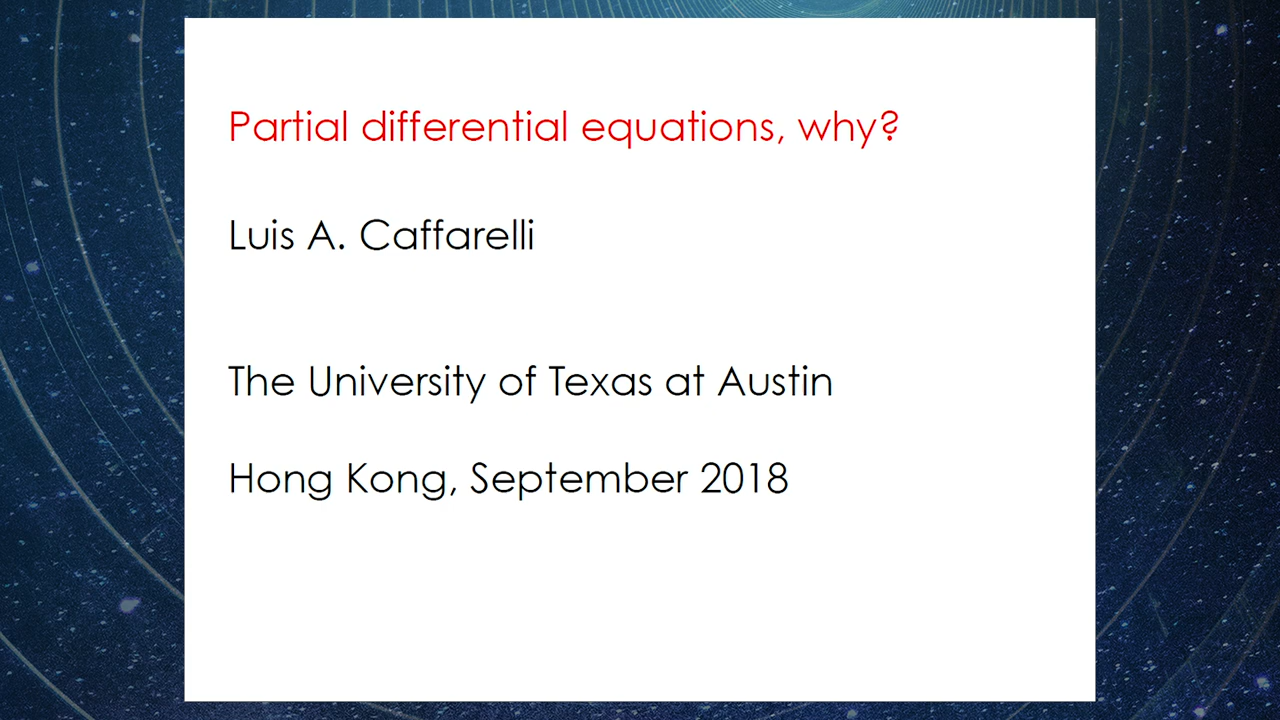 Partial differential equations, why?
Luis A. Caffarelli
The University of Texas at Austin
Hong Kong, September 2018